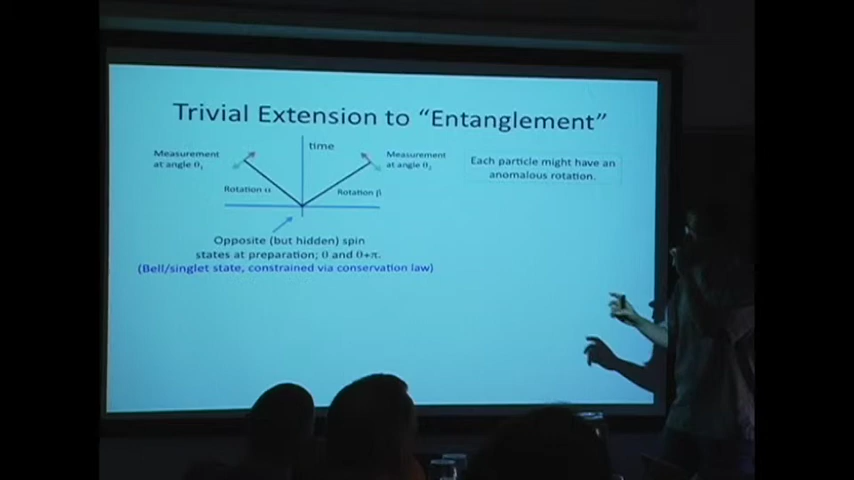 Trivial Extension to “Entanglement”
time
Measurement
at angle θ₁
Measurement
at angle θ₂
Each particle might have an
anomalous rotation.
Rotation α
Rotation β
Opposite (but hidden) spin
states at preparation; θ and θ+π.
(Bell/singlet state, constrained via conservation law)